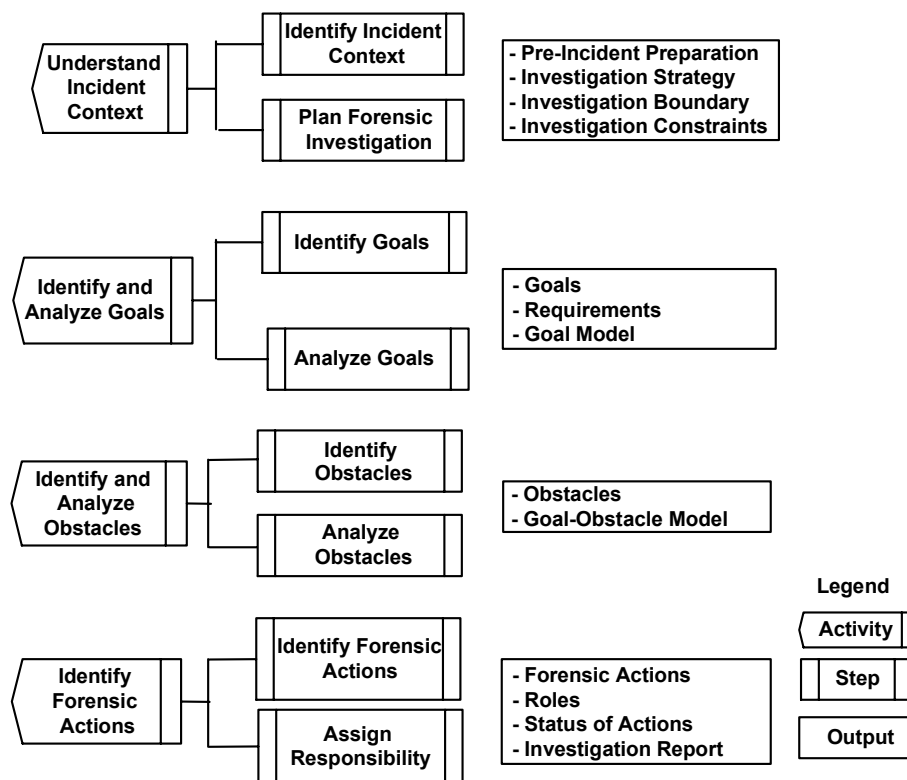 Understand
Incident
Context
Identify Incident
Context
Plan Forensic
Investigation
- Pre-Incident Preparation
- Investigation Strategy
- Investigation Boundary
- Investigation Constraints
Identify and
Analyze Goals
Identify Goals
Analyze Goals
- Goals
- Requirements
- Goal Model
Identify and
Analyze
Obstacles
Identify
Obstacles
Analyze
Obstacles
- Obstacles
- Goal-Obstacle Model
Identify
Forensic
Actions
Identify Forensic
Actions
Assign
Responsibility
- Forensic Actions
- Roles
- Status of Actions
- Investigation Report
Legend
Activity
Step
Output